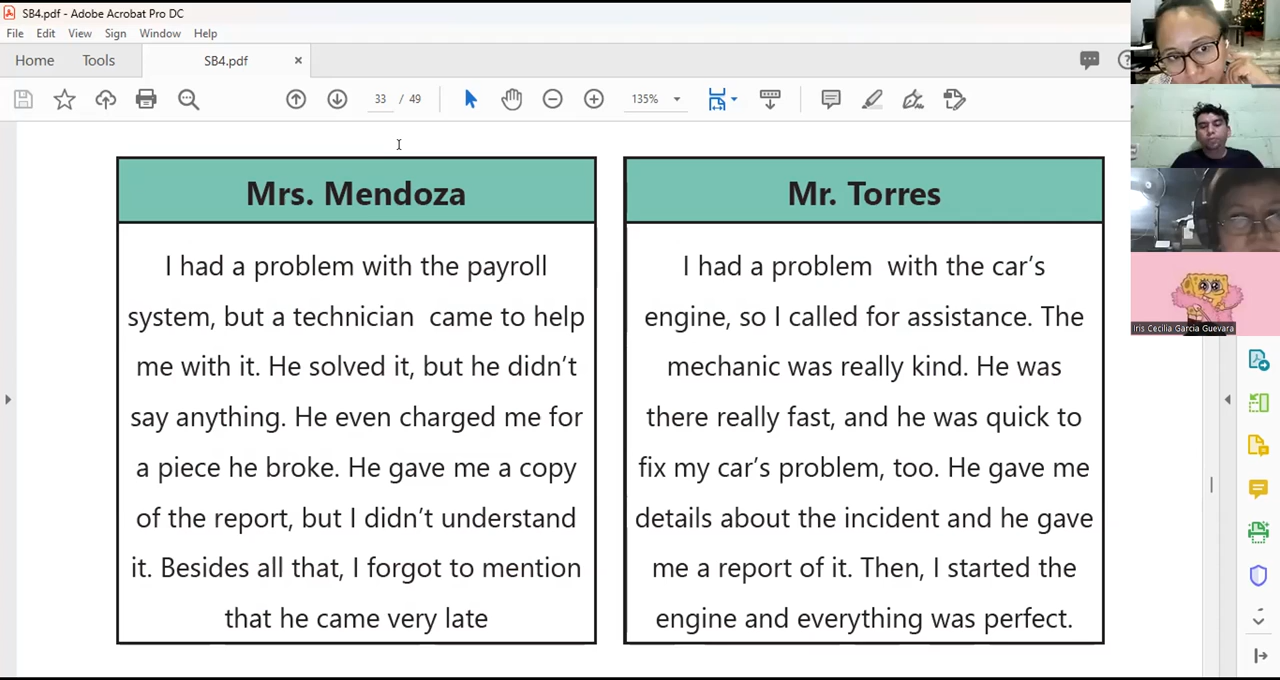 SB4.pdf - Adobe Acrobat Pro DC
File Edit View Sign Window Help
Home Tools SB4.pdf ×
33 / 49 135%
Mrs. Mendoza
I had a problem with the payroll
system, but a technician came to help
me with it. He solved it, but he didn't
say anything. He even charged me for
a piece he broke. He gave me a copy
of the report, but I didn't understand
it. Besides all that, I forgot to mention
that he came very late
Mr. Torres
I had a problem with the car's
engine, so I called for assistance. The
mechanic was really kind. He was
there really fast, and he was quick to
fix my car's problem, too. He gave me
details about the incident and he gave
me a report of it. Then, I started the
engine and everything was perfect.
Iris Cecilia Garcia Guevara